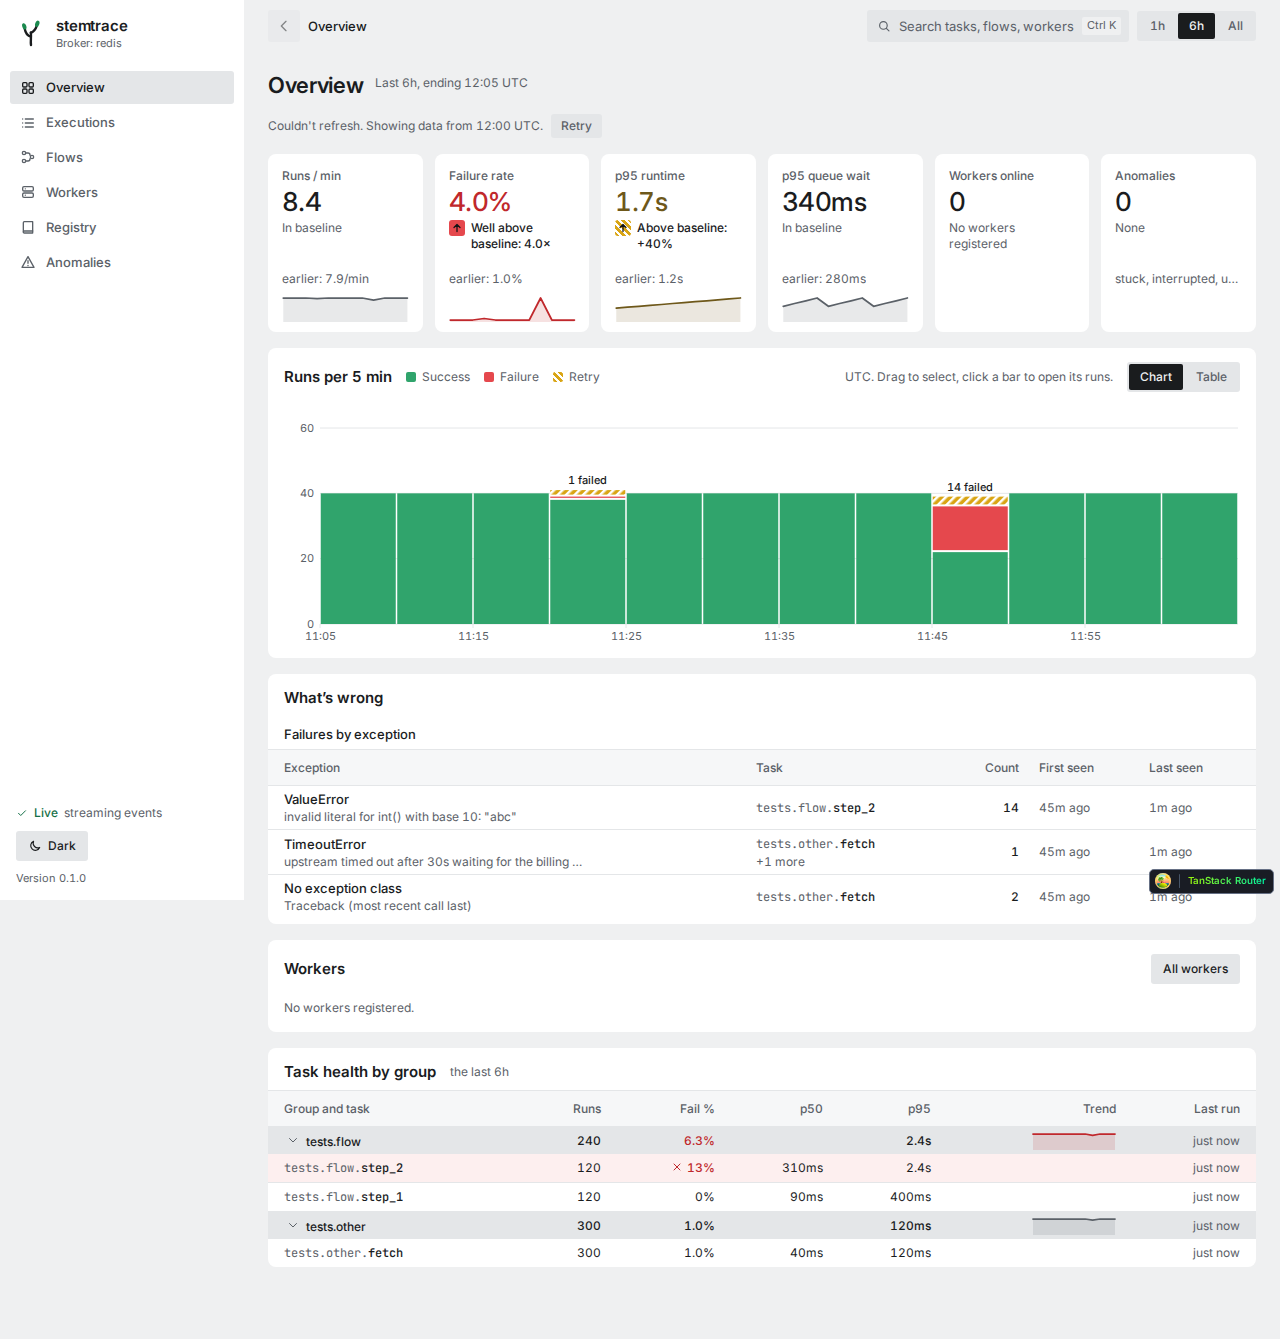 stemtrace
Broker: redis
Overview
Executions
Flows
Workers
Registry
Anomalies
Live streaming events
Dark
Version 0.1.0
Overview
Search tasks, flows, workers Ctrl K
1h 6h All
Overview Last 6h, ending 12:05 UTC
Couldn't refresh. Showing data from 12:00 UTC. Retry
Runs / min
8.4
In baseline
earlier: 7.9/min
Failure rate
4.0%
Well above
baseline: 4.0×
earlier: 1.0%
p95 runtime
1.7s
Above baseline:
+40%
earlier: 1.2s
p95 queue wait
340ms
In baseline
earlier: 280ms
Workers online
0
No workers
registered
Anomalies
0
None
stuck, interrupted, u...
Runs per 5 min Success Failure Retry UTC. Drag to select, click a bar to open its runs. Chart Table
60
40
20
0
1 failed
14 failed
11:05 11:15 11:25 11:35 11:45 11:55
What’s wrong
Failures by exception
Exception Task Count First seen Last seen
ValueError
invalid literal for int() with base 10: "abc"
tests.flow.step_2 14 45m ago 1m ago
TimeoutError
upstream timed out after 30s waiting for the billing ...
tests.other.fetch
+1 more
1 45m ago 1m ago
No exception class
Traceback (most recent call last)
tests.other.fetch 2 45m ago 1m ago
TanStack Router
Workers All workers
No workers registered.
Task health by group the last 6h
Group and task Runs Fail % p50 p95 Trend Last run
tests.flow 240 6.3% 2.4s just now
tests.flow.step_2 120 13% 310ms 2.4s just now
tests.flow.step_1 120 0% 90ms 400ms just now
tests.other 300 1.0% 120ms just now
tests.other.fetch 300 1.0% 40ms 120ms just now